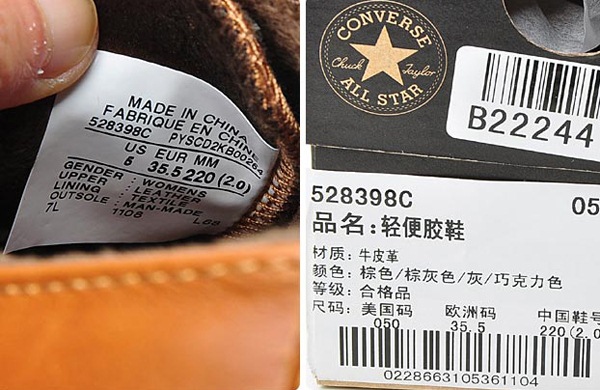 MADE IN CHINA
FABRIQUE EN CHINE
528398C PYSCD2KB00264
US EUR MM
5 35.5 220 (2.0)
GENDER : WOMENS
UPPER : LEATHER
LINING : TEXTILE
OUTSOLE : MAN-MADE
7L 1106 L68
CONVERSE
Chuck Taylor
ALL STAR
B22244
528398C 05
品名:轻便胶鞋
材质:牛皮革
颜色:棕色/棕灰色/灰/巧克力色
等级:合格品
尺码:美国码 欧洲码 中国鞋号
050 35.5 220(2.0
0228663105361104